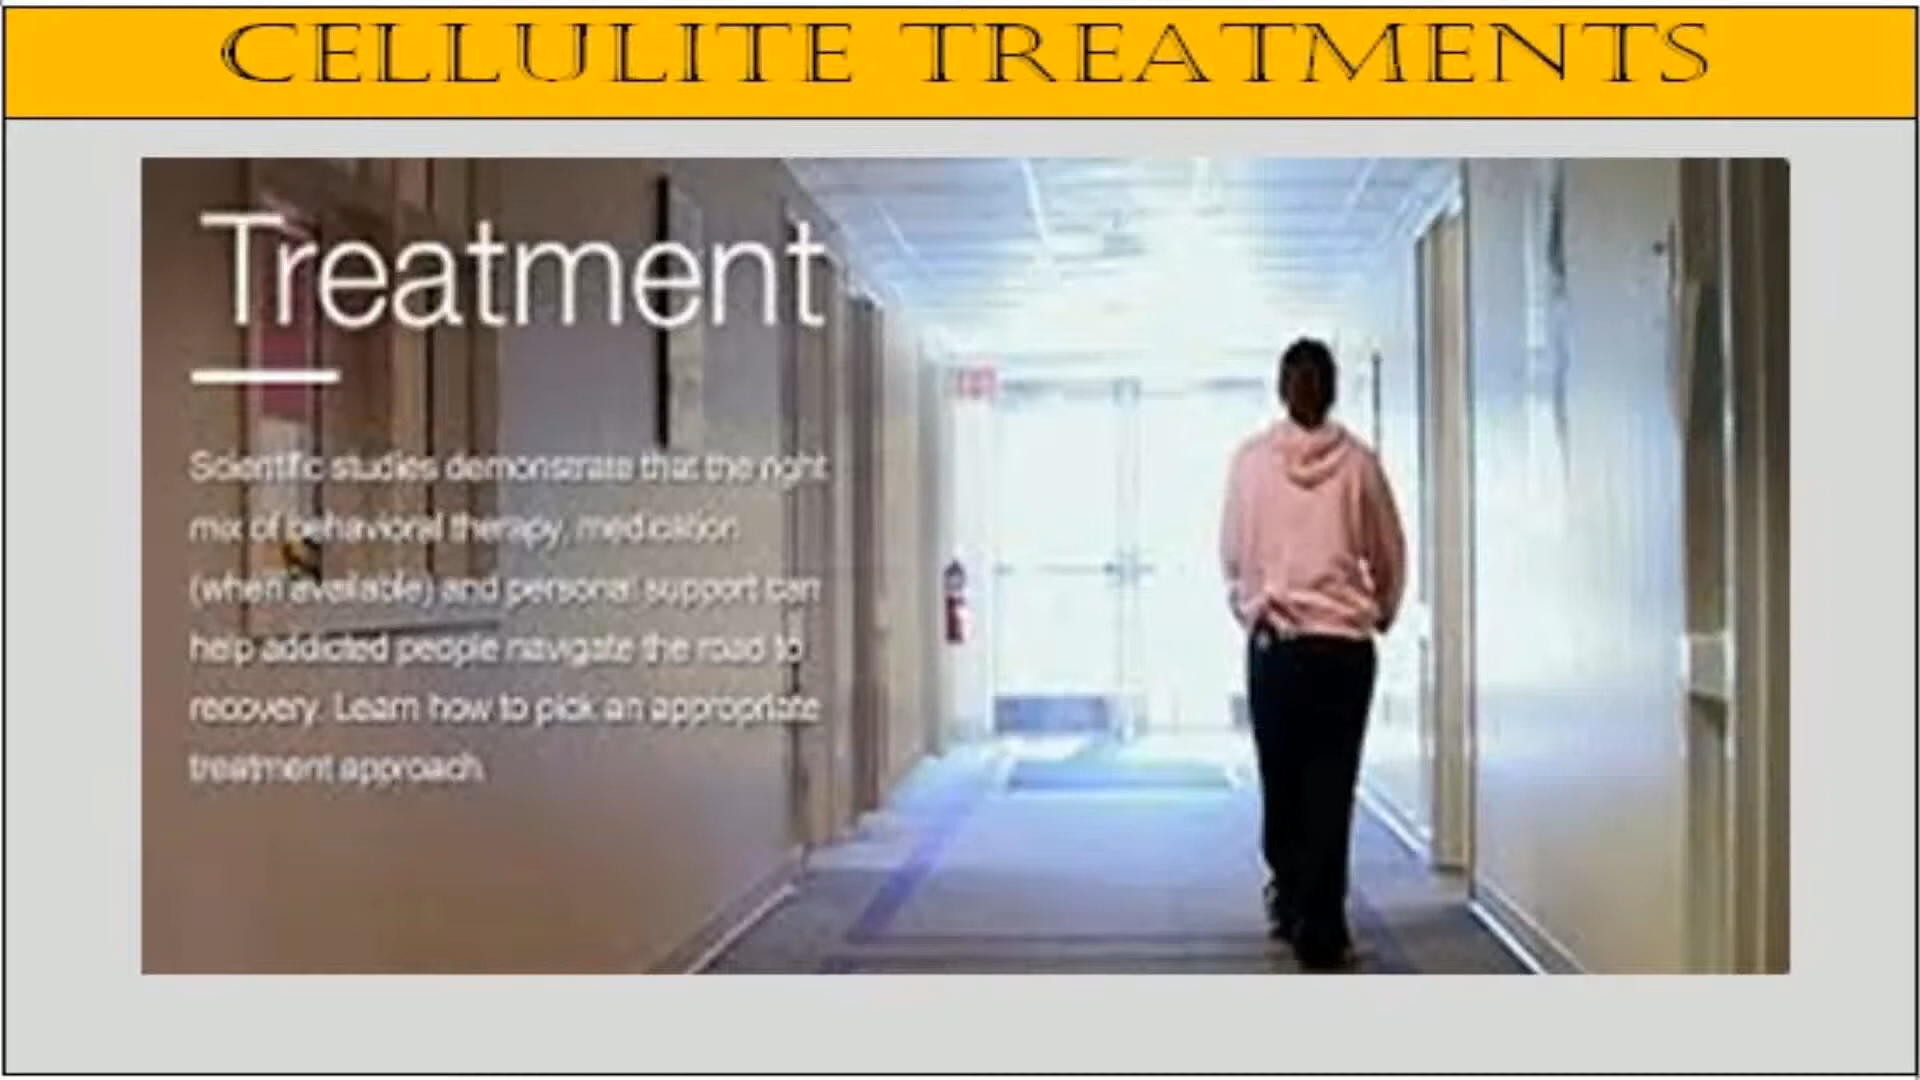 CELLULITE TREATMENTS
Treatment
Scientific studies demonstrate that the right
mix of behavioral therapy, medication
(when available) and personal support can
help addicted people navigate the road to
recovery. Learn how to pick an appropriate
treatment approach.